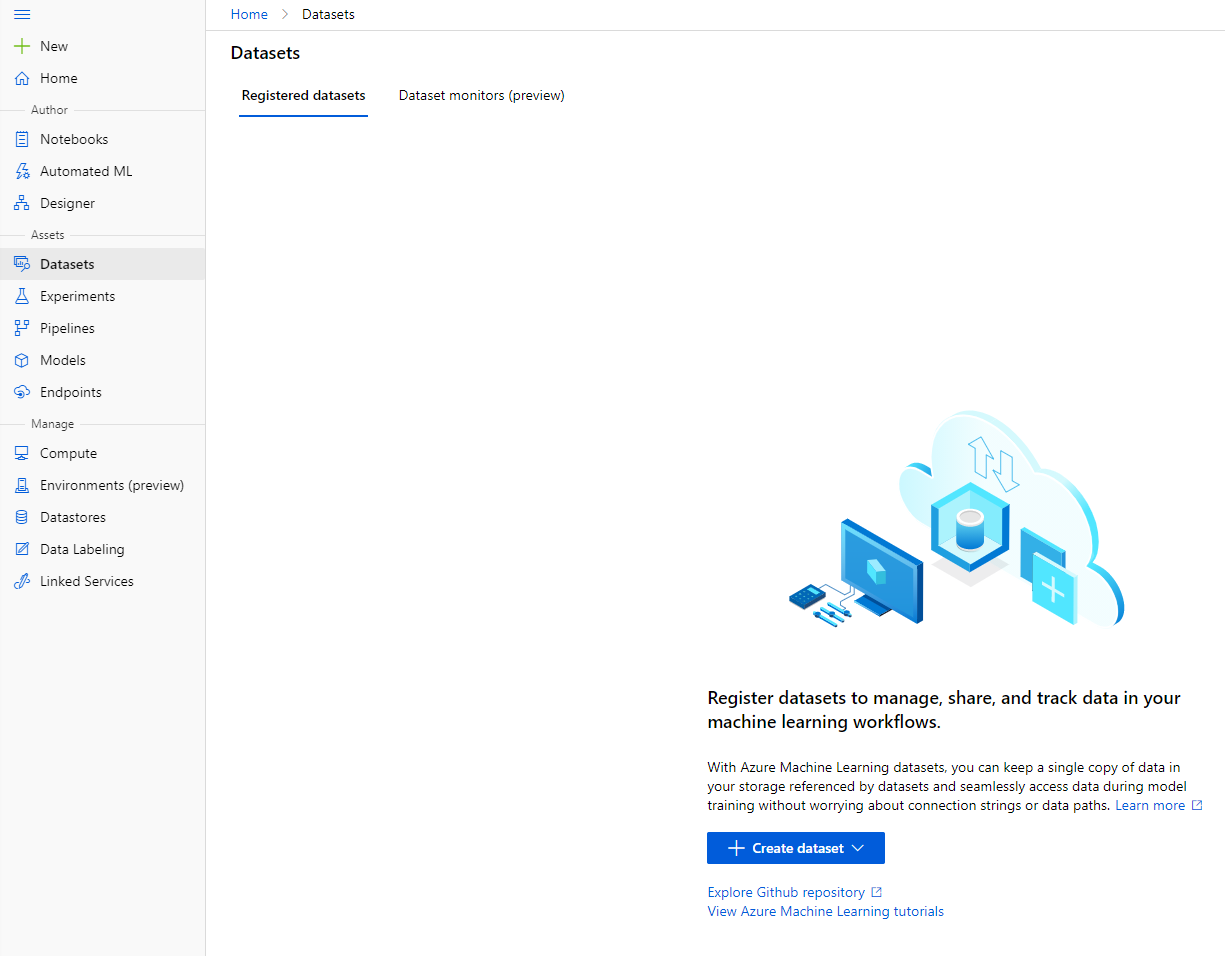 Home > Datasets
New
Home
Author
Notebooks
Automated ML
Designer
Assets
Datasets
Experiments
Pipelines
Models
Endpoints
Manage
Compute
Environments (preview)
Datastores
Data Labeling
Linked Services
Datasets
Registered datasets Dataset monitors (preview)
Register datasets to manage, share, and track data in your
machine learning workflows.
With Azure Machine Learning datasets, you can keep a single copy of data in
your storage referenced by datasets and seamlessly access data during model
training without worrying about connection strings or data paths. Learn more
Create dataset
Explore Github repository
View Azure Machine Learning tutorials